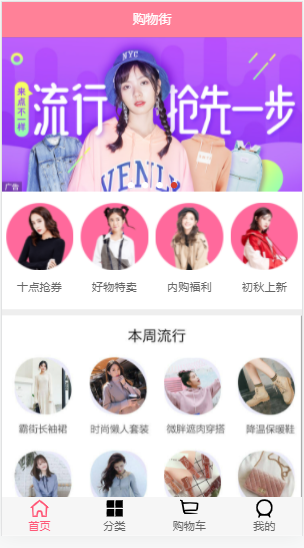 购物街
来点不一样
流行 抢先一步
NYC
VENLI
广告
十点抢券 好物特卖 内购福利 初秋上新
本周流行
霸街长袖裙 时尚懒人套装 微胖遮肉穿搭 降温保暖鞋
首页 分类 购物车 我的